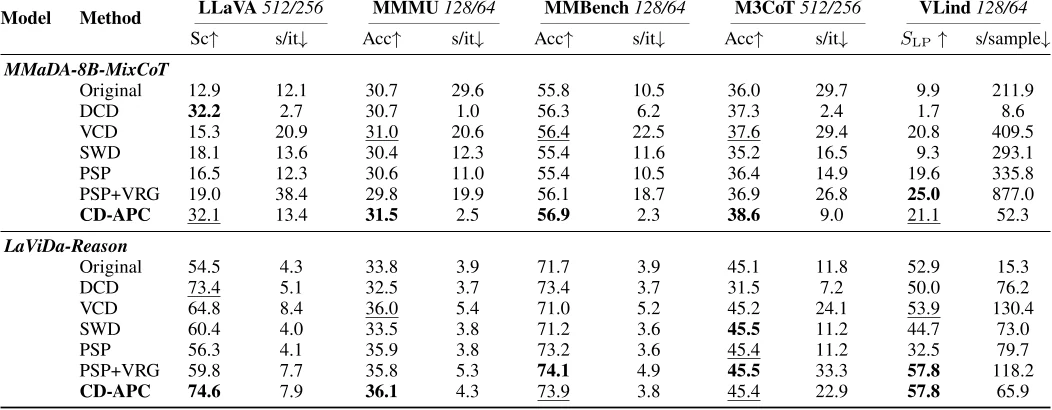 Model Method LLaVA 512/256 MMMU 128/64 MMBench 128/64 M3CoT 512/256 VLind 128/64
Sc↑ s/it↓ Acc↑ s/it↓ Acc↑ s/it↓ Acc↑ s/it↓ S_LP ↑ s/sample↓
MMaDA-8B-MixCoT
Original 12.9 12.1 30.7 29.6 55.8 10.5 36.0 29.7 9.9 211.9
DCD 32.2 2.7 30.7 1.0 56.3 6.2 37.3 2.4 1.7 8.6
VCD 15.3 20.9 31.0 20.6 56.4 22.5 37.6 29.4 20.8 409.5
SWD 18.1 13.6 30.4 12.3 55.4 11.6 35.2 16.5 9.3 293.1
PSP 16.5 12.3 30.6 11.0 55.4 10.5 36.4 14.9 19.6 335.8
PSP+VRG 19.0 38.4 29.8 19.9 56.1 18.7 36.9 26.8 25.0 877.0
CD-APC 32.1 13.4 31.5 2.5 56.9 2.3 38.6 9.0 21.1 52.3
LaViDa-Reason
Original 54.5 4.3 33.8 3.9 71.7 3.9 45.1 11.8 52.9 15.3
DCD 73.4 5.1 32.5 3.7 73.4 3.7 31.5 7.2 50.0 76.2
VCD 64.8 8.4 36.0 5.4 71.0 5.2 45.2 24.1 53.9 130.4
SWD 60.4 4.0 33.5 3.8 71.2 3.6 45.5 11.2 44.7 73.0
PSP 56.3 4.1 35.9 3.8 73.2 3.6 45.4 11.2 32.5 79.7
PSP+VRG 59.8 7.7 35.8 5.3 74.1 4.9 45.5 33.3 57.8 118.2
CD-APC 74.6 7.9 36.1 4.3 73.9 3.8 45.4 22.9 57.8 65.9